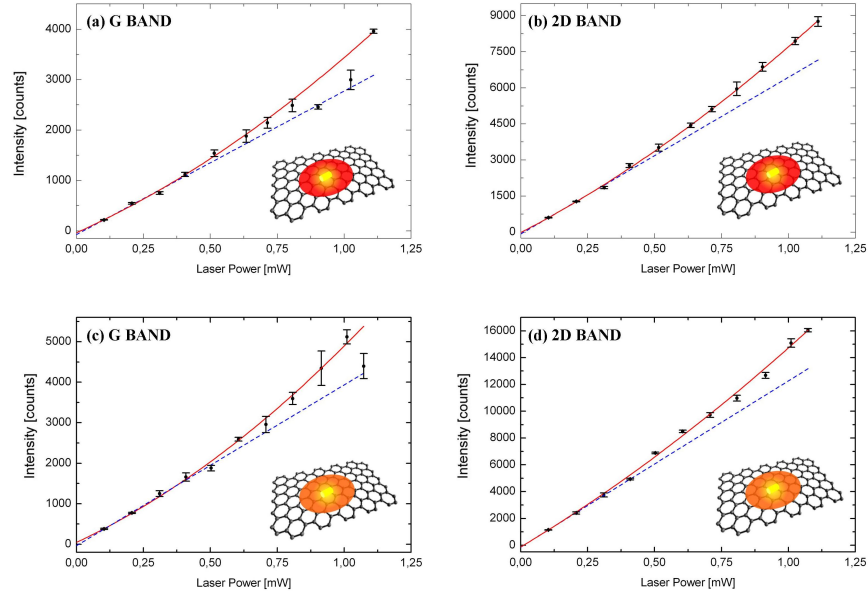 (a) G BAND
Intensity [counts]
4000
3000
2000
1000
0
0,00 0,25 0,50 0,75 1,00 1,25
Laser Power [mW]
(b) 2D BAND
Intensity [counts]
9000
7500
6000
4500
3000
1500
0
0,00 0,25 0,50 0,75 1,00 1,25
Laser Power [mW]
(c) G BAND
Intensity [counts]
5000
4000
3000
2000
1000
0
0,00 0,25 0,50 0,75 1,00 1,25
Laser Power [mW]
(d) 2D BAND
Intensity [counts]
16000
14000
12000
10000
8000
6000
4000
2000
0
0,00 0,25 0,50 0,75 1,00 1,25
Laser Power [mW]